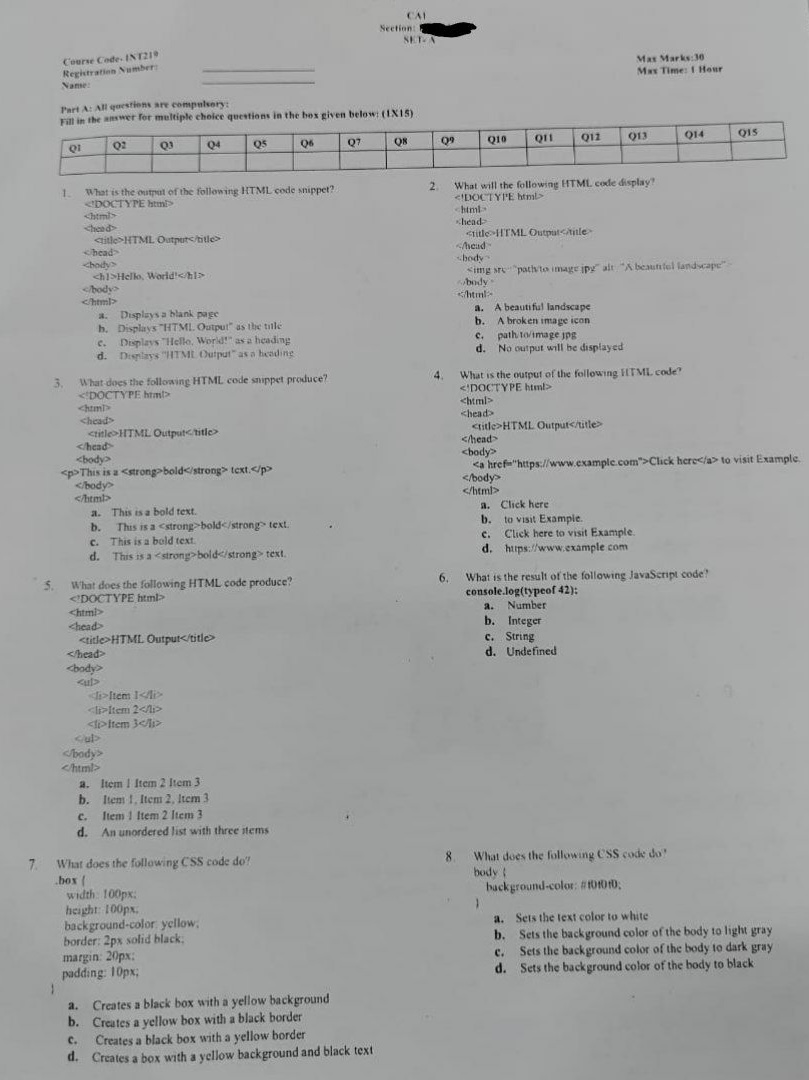 CA1
Section:
SET- A
Course Code- INT219
Registration Number:
Name:
Max Marks:30
Max Time: 1 Hour
Part A: All questions are compulsory:
Fill in the answer for multiple choice questions in the box given below: (1X15)
Q1 Q2 Q3 Q4 Q5 Q6 Q7 Q8 Q9 Q10 Q11 Q12 Q13 Q14 Q15
1. What is the output of the following HTML code snippet?
<!DOCTYPE html>
<html>
<head>
<title>HTML Output</title>
</head>
<body>
<h1>Hello, World!</h1>
</body>
</html>
a. Displays a blank page
b. Displays "HTML Output" as the title
c. Displays "Hello, World!" as a heading
d. Displays "HTML Output" as a heading
2. What will the following HTML code display?
<!DOCTYPE html>
<html>
<head>
<title>HTML Output</title>
</head>
<body>
<img src="path/to/image.jpg" alt="A beautiful landscape">
</body>
</html>
a. A beautiful landscape
b. A broken image icon
c. path/to/image.jpg
d. No output will be displayed
3. What does the following HTML code snippet produce?
<!DOCTYPE html>
<html>
<head>
<title>HTML Output</title>
</head>
<body>
<p>This is a <strong>bold</strong> text.</p>
</body>
</html>
a. This is a bold text.
b. This is a <strong>bold</strong> text.
c. This is a bold text.
d. This is a <strong>bold</strong> text.
4. What is the output of the following HTML code?
<!DOCTYPE html>
<html>
<head>
<title>HTML Output</title>
</head>
<body>
<a href="https://www.example.com">Click here</a> to visit Example.
</body>
</html>
a. Click here
b. to visit Example.
c. Click here to visit Example.
d. https://www.example.com
5. What does the following HTML code produce?
<!DOCTYPE html>
<html>
<head>
<title>HTML Output</title>
</head>
<body>
<ul>
<li>Item 1</li>
<li>Item 2</li>
<li>Item 3</li>
</ul>
</body>
</html>
a. Item 1 Item 2 Item 3
b. Item 1, Item 2, Item 3
c. Item 1 Item 2 Item 3
d. An unordered list with three items
6. What is the result of the following JavaScript code?
console.log(typeof 42);
a. Number
b. Integer
c. String
d. Undefined
7. What does the following CSS code do?
.box {
width: 100px;
height: 100px;
background-color: yellow;
border: 2px solid black;
margin: 20px;
padding: 10px;
}
a. Creates a black box with a yellow background
b. Creates a yellow box with a black border
c. Creates a black box with a yellow border
d. Creates a box with a yellow background and black text
8. What does the following CSS code do?
body {
background-color: #f0f0f0;
}
a. Sets the text color to white
b. Sets the background color of the body to light gray
c. Sets the background color of the body to dark gray
d. Sets the background color of the body to black